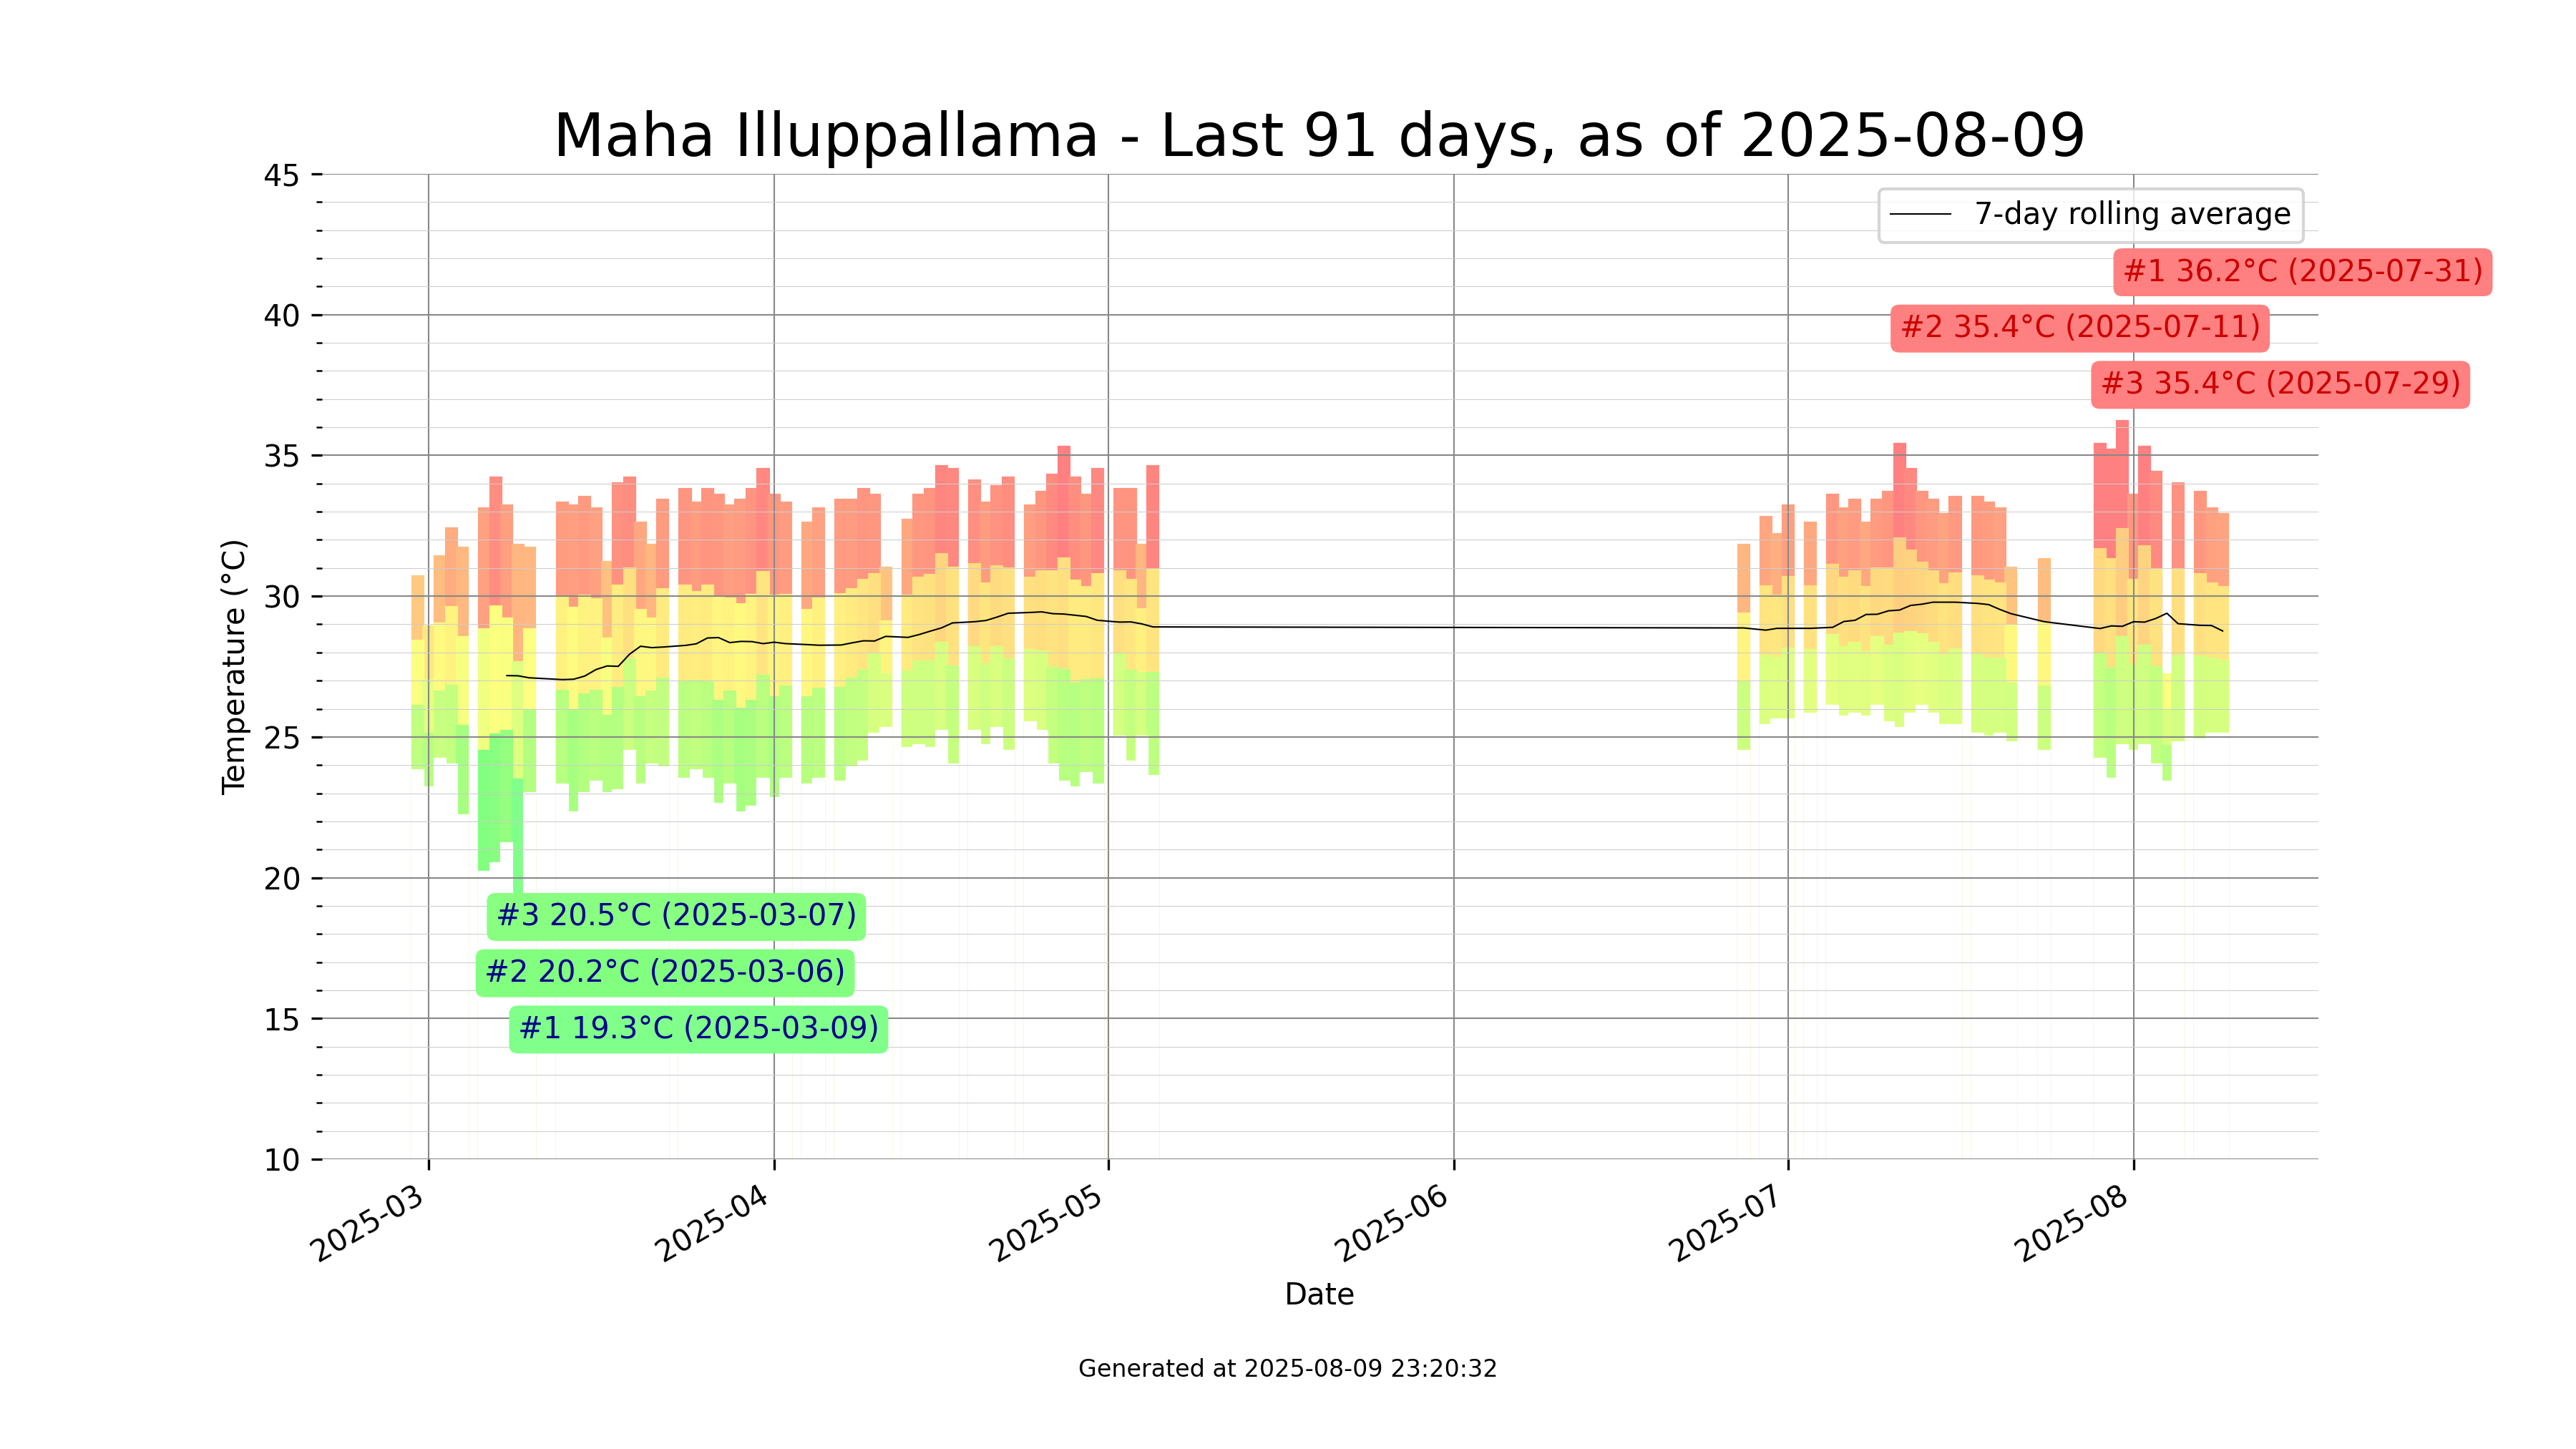 Maha Illuppallama - Last 91 days, as of 2025-08-09
45
40
35
30
25
20
15
10
Temperature (°C)
7-day rolling average
#1 36.2°C (2025-07-31)
#2 35.4°C (2025-07-11)
#3 35.4°C (2025-07-29)
#3 20.5°C (2025-03-07)
#2 20.2°C (2025-03-06)
#1 19.3°C (2025-03-09)
2025-03
2025-04
2025-05
2025-06
2025-07
2025-08
Date
Generated at 2025-08-09 23:20:32